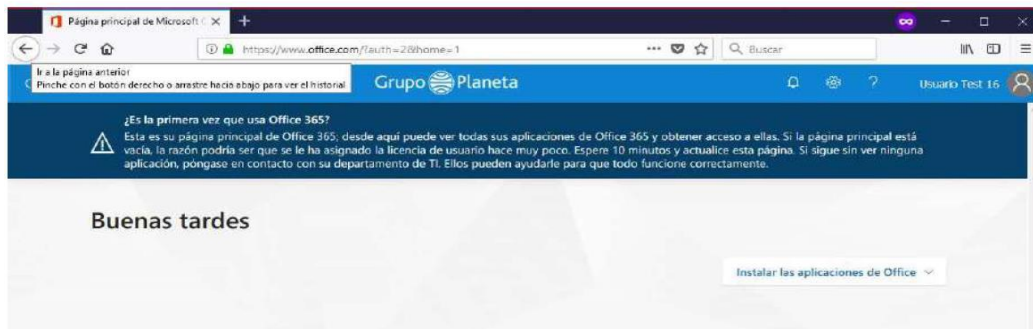 Página principal de Microsoft
https://www.office.com/?auth=2&home=1
Buscar
Ir a la página anterior
Pinche con el botón derecho o arrastre hacia abajo para ver el historial
Grupo Planeta
?
Usuario Test 16
¿Es la primera vez que usa Office 365?
Esta es su página principal de Office 365; desde aquí puede ver todas sus aplicaciones de Office 365 y obtener acceso a ellas. Si la página principal está
vacía, la razón podría ser que se le ha asignado la licencia de usuario hace muy poco. Espere 10 minutos y actualice esta página. Si sigue sin ver ninguna
aplicación, póngase en contacto con su departamento de TI. Ellos pueden ayudarle para que todo funcione correctamente.
Buenas tardes
Instalar las aplicaciones de Office